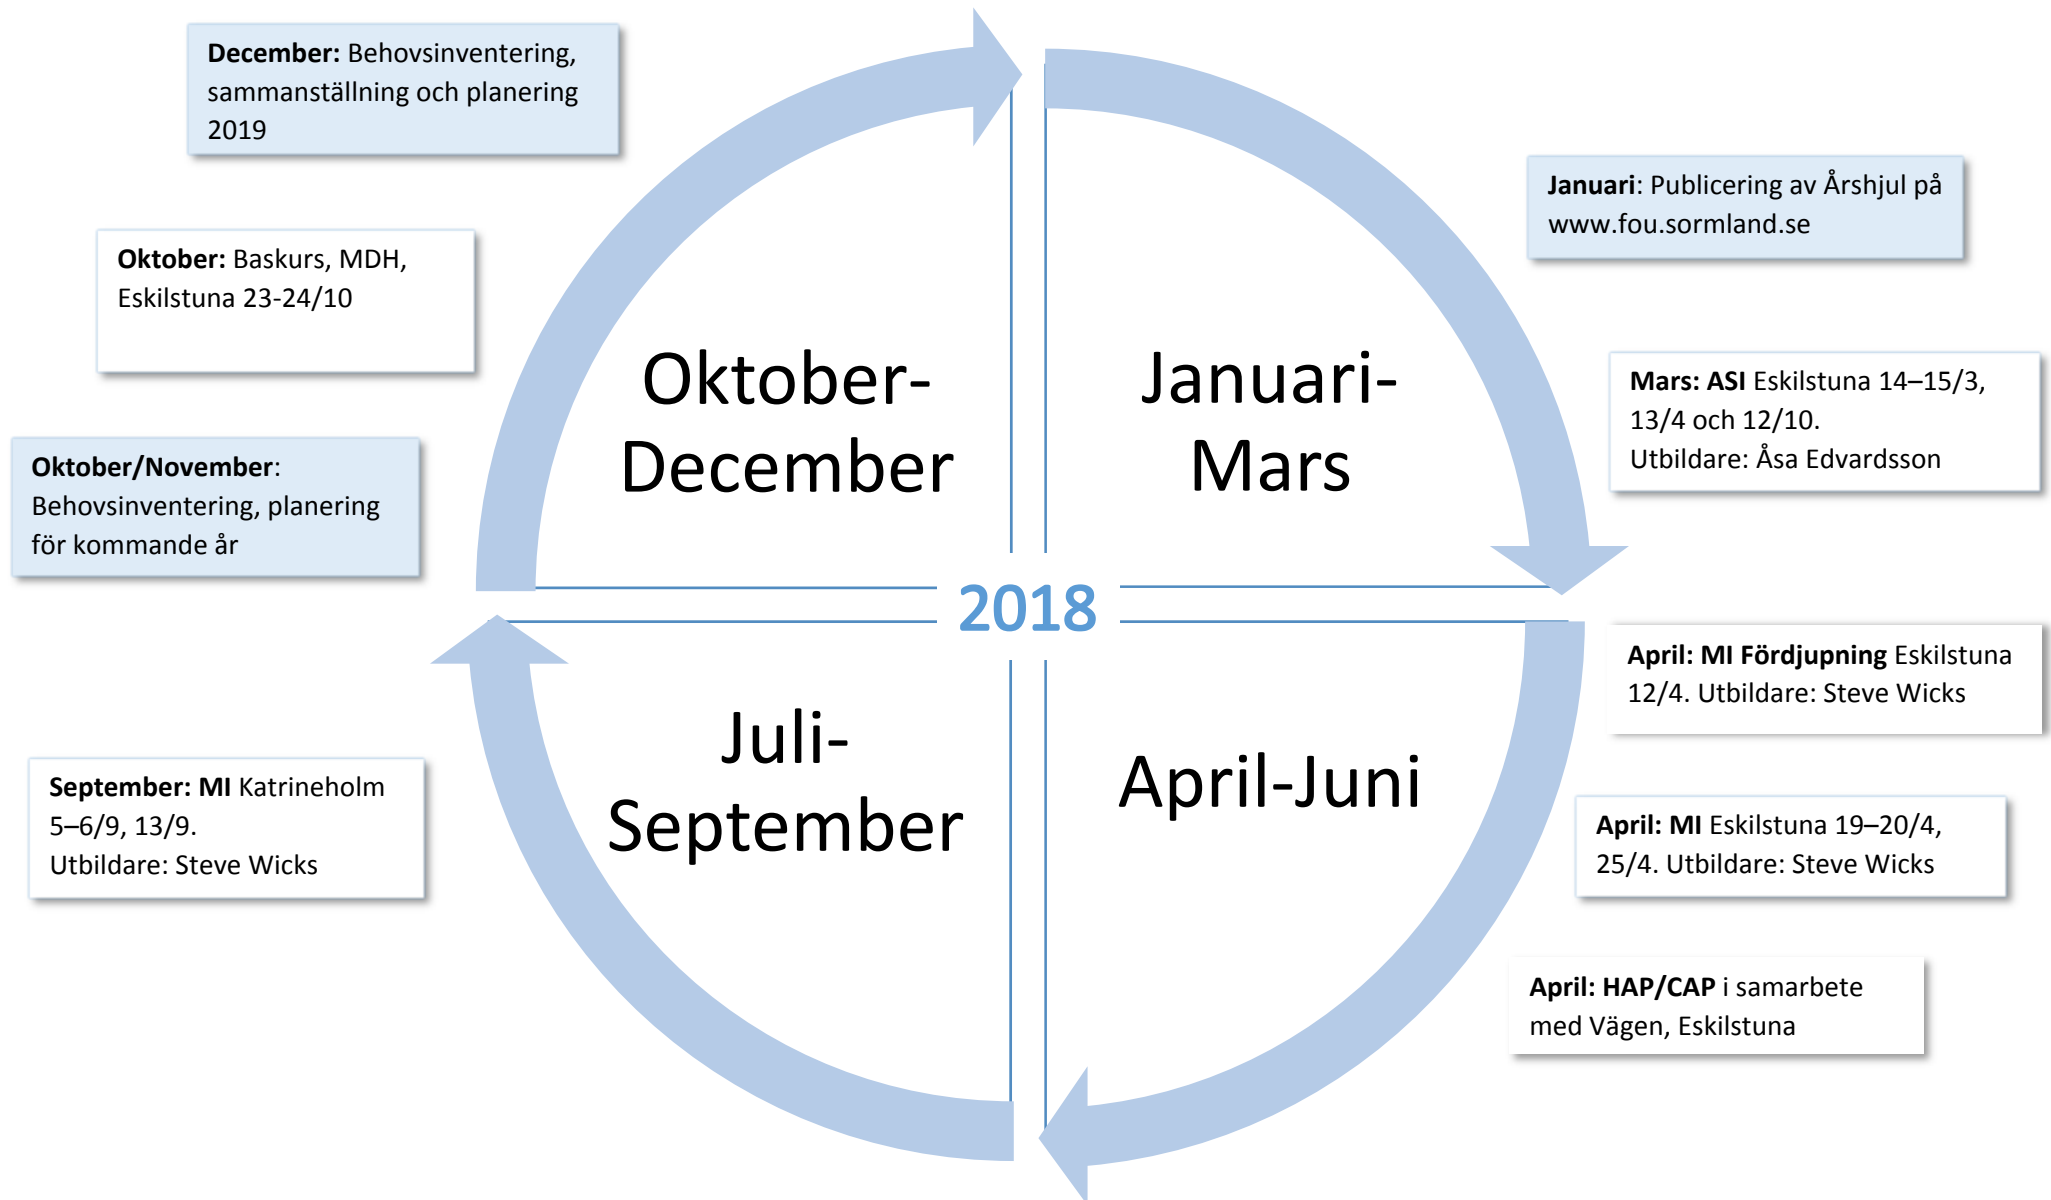 December: Behovsinventering,
sammanställning och planering
2019
Januari: Publicering av Årshjul på
www.fou.sormland.se
Oktober: Baskurs, MDH,
Eskilstuna 23-24/10
Oktober-
December
Januari-
Mars
Mars: ASI Eskilstuna 14–15/3,
13/4 och 12/10.
Utbildare: Åsa Edvardsson
Oktober/November:
Behovsinventering, planering
för kommande år
2018
April: MI Fördjupning Eskilstuna
12/4. Utbildare: Steve Wicks
Juli-
September
April-Juni
September: MI Katrineholm
5–6/9, 13/9.
Utbildare: Steve Wicks
April: MI Eskilstuna 19–20/4,
25/4. Utbildare: Steve Wicks
April: HAP/CAP i samarbete
med Vägen, Eskilstuna